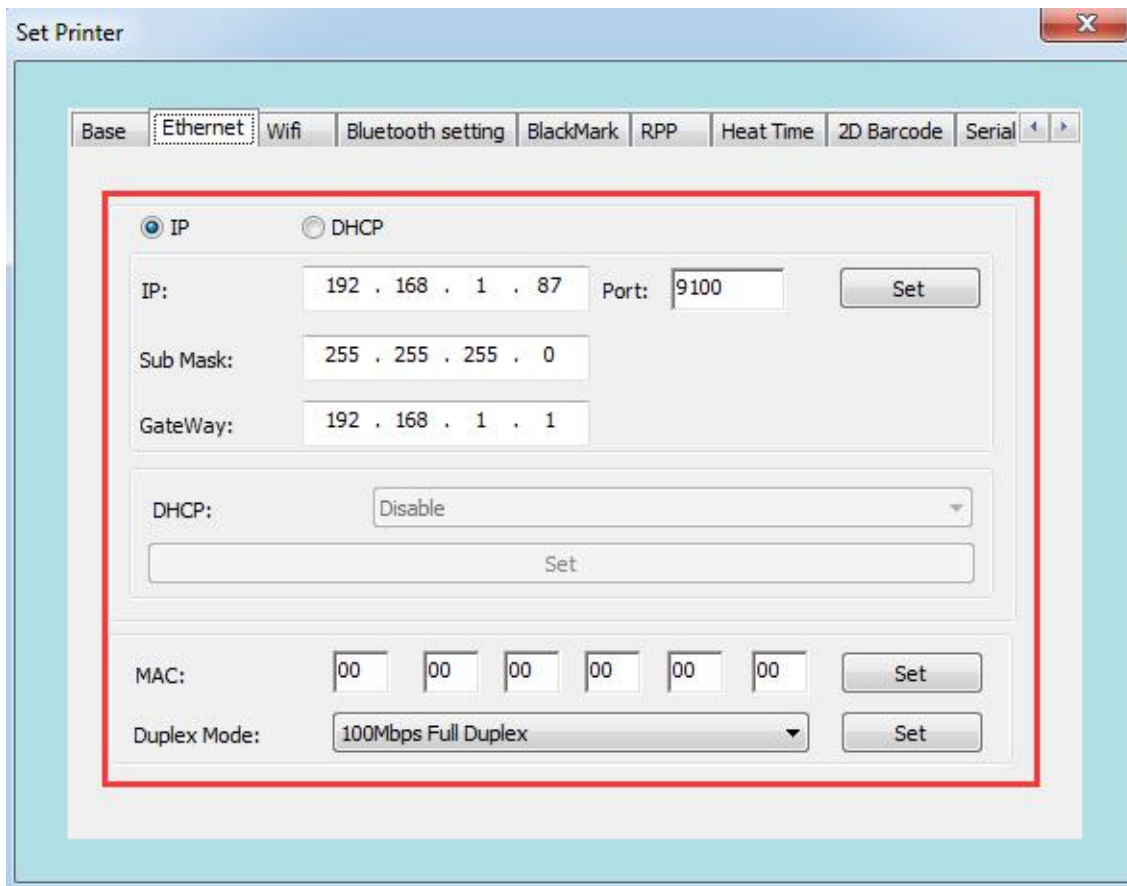 Set Printer
Base Ethernet Wifi Bluetooth setting BlackMark RPP Heat Time 2D Barcode Serial
IP DHCP
IP: 192 . 168 . 1 . 87 Port: 9100 Set
Sub Mask: 255 . 255 . 255 . 0
GateWay: 192 . 168 . 1 . 1
DHCP: Disable
Set
MAC: 00 00 00 00 00 00 Set
Duplex Mode: 100Mbps Full Duplex Set